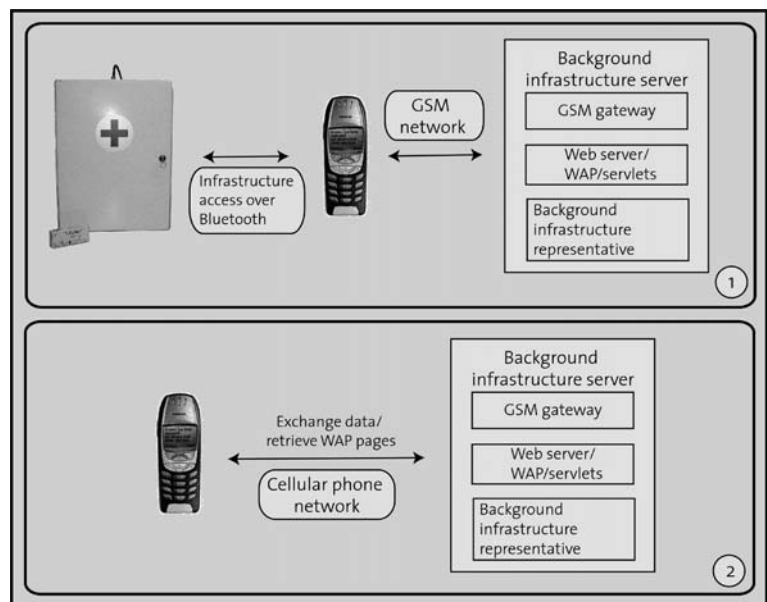 Background
infrastructure server
GSM gateway
Web server/
WAP/servlets
Background
infrastructure
representative
GSM
network
Infrastructure
access over
Bluetooth
1
Background
infrastructure server
GSM gateway
Web server/
WAP/servlets
Background
infrastructure
representative
Exchange data/
retrieve WAP pages
Cellular phone
network
2